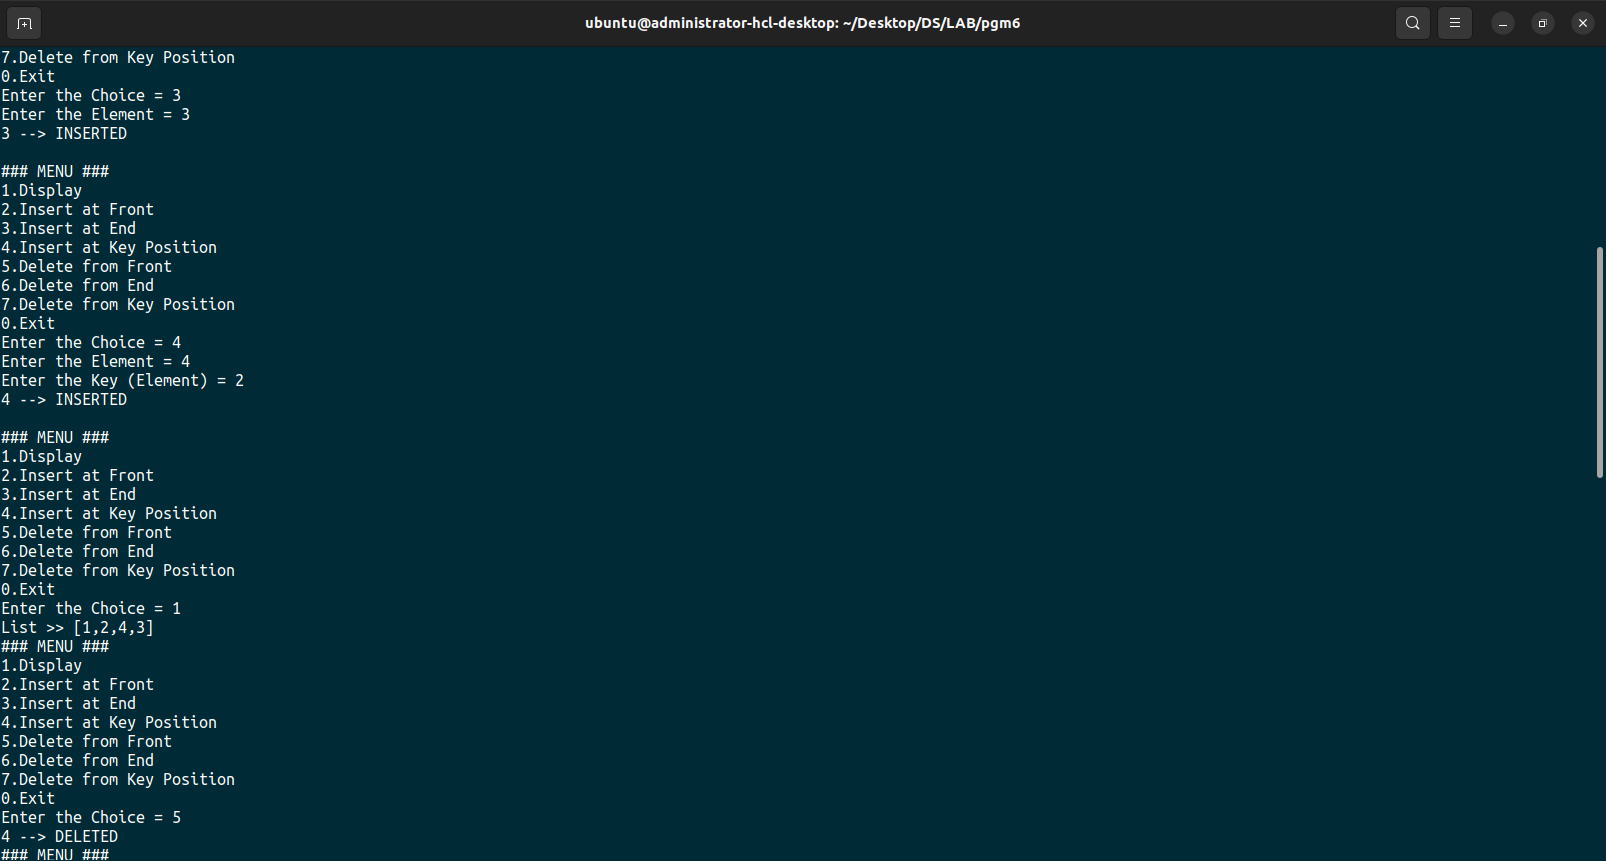 ubuntu@administrator-hcl-desktop: ~/Desktop/DS/LAB/pgm6
7.Delete from Key Position
0.Exit
Enter the Choice = 3
Enter the Element = 3
3 --> INSERTED

### MENU ###
1.Display
2.Insert at Front
3.Insert at End
4.Insert at Key Position
5.Delete from Front
6.Delete from End
7.Delete from Key Position
0.Exit
Enter the Choice = 4
Enter the Element = 4
Enter the Key (Element) = 2
4 --> INSERTED

### MENU ###
1.Display
2.Insert at Front
3.Insert at End
4.Insert at Key Position
5.Delete from Front
6.Delete from End
7.Delete from Key Position
0.Exit
Enter the Choice = 1
List >> [1,2,4,3]
### MENU ###
1.Display
2.Insert at Front
3.Insert at End
4.Insert at Key Position
5.Delete from Front
6.Delete from End
7.Delete from Key Position
0.Exit
Enter the Choice = 5
4 --> DELETED
### MENU ###